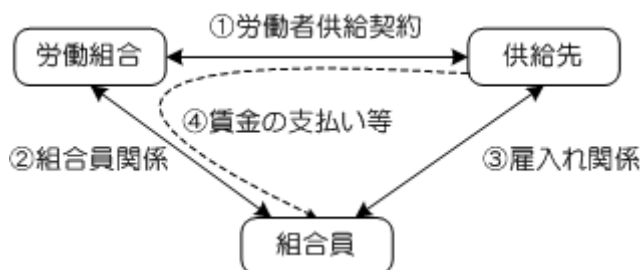 ①労働者供給契約
労働組合
供給先
④賃金の支払い等
②組合員関係
③雇入れ関係
組合員